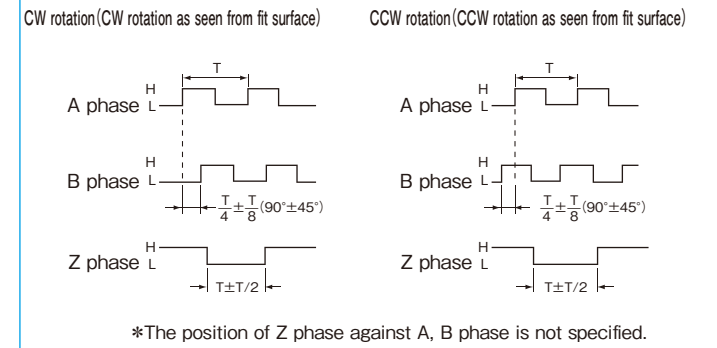 CW rotation(CW rotation as seen from fit surface)
CCW rotation(CCW rotation as seen from fit surface)
T
A phase H L
B phase H L
T/4±T/8(90°±45°)
Z phase H L
T±T/2
T
A phase H L
B phase H L
T/4±T/8(90°±45°)
Z phase H L
T±T/2
*The position of Z phase against A, B phase is not specified.